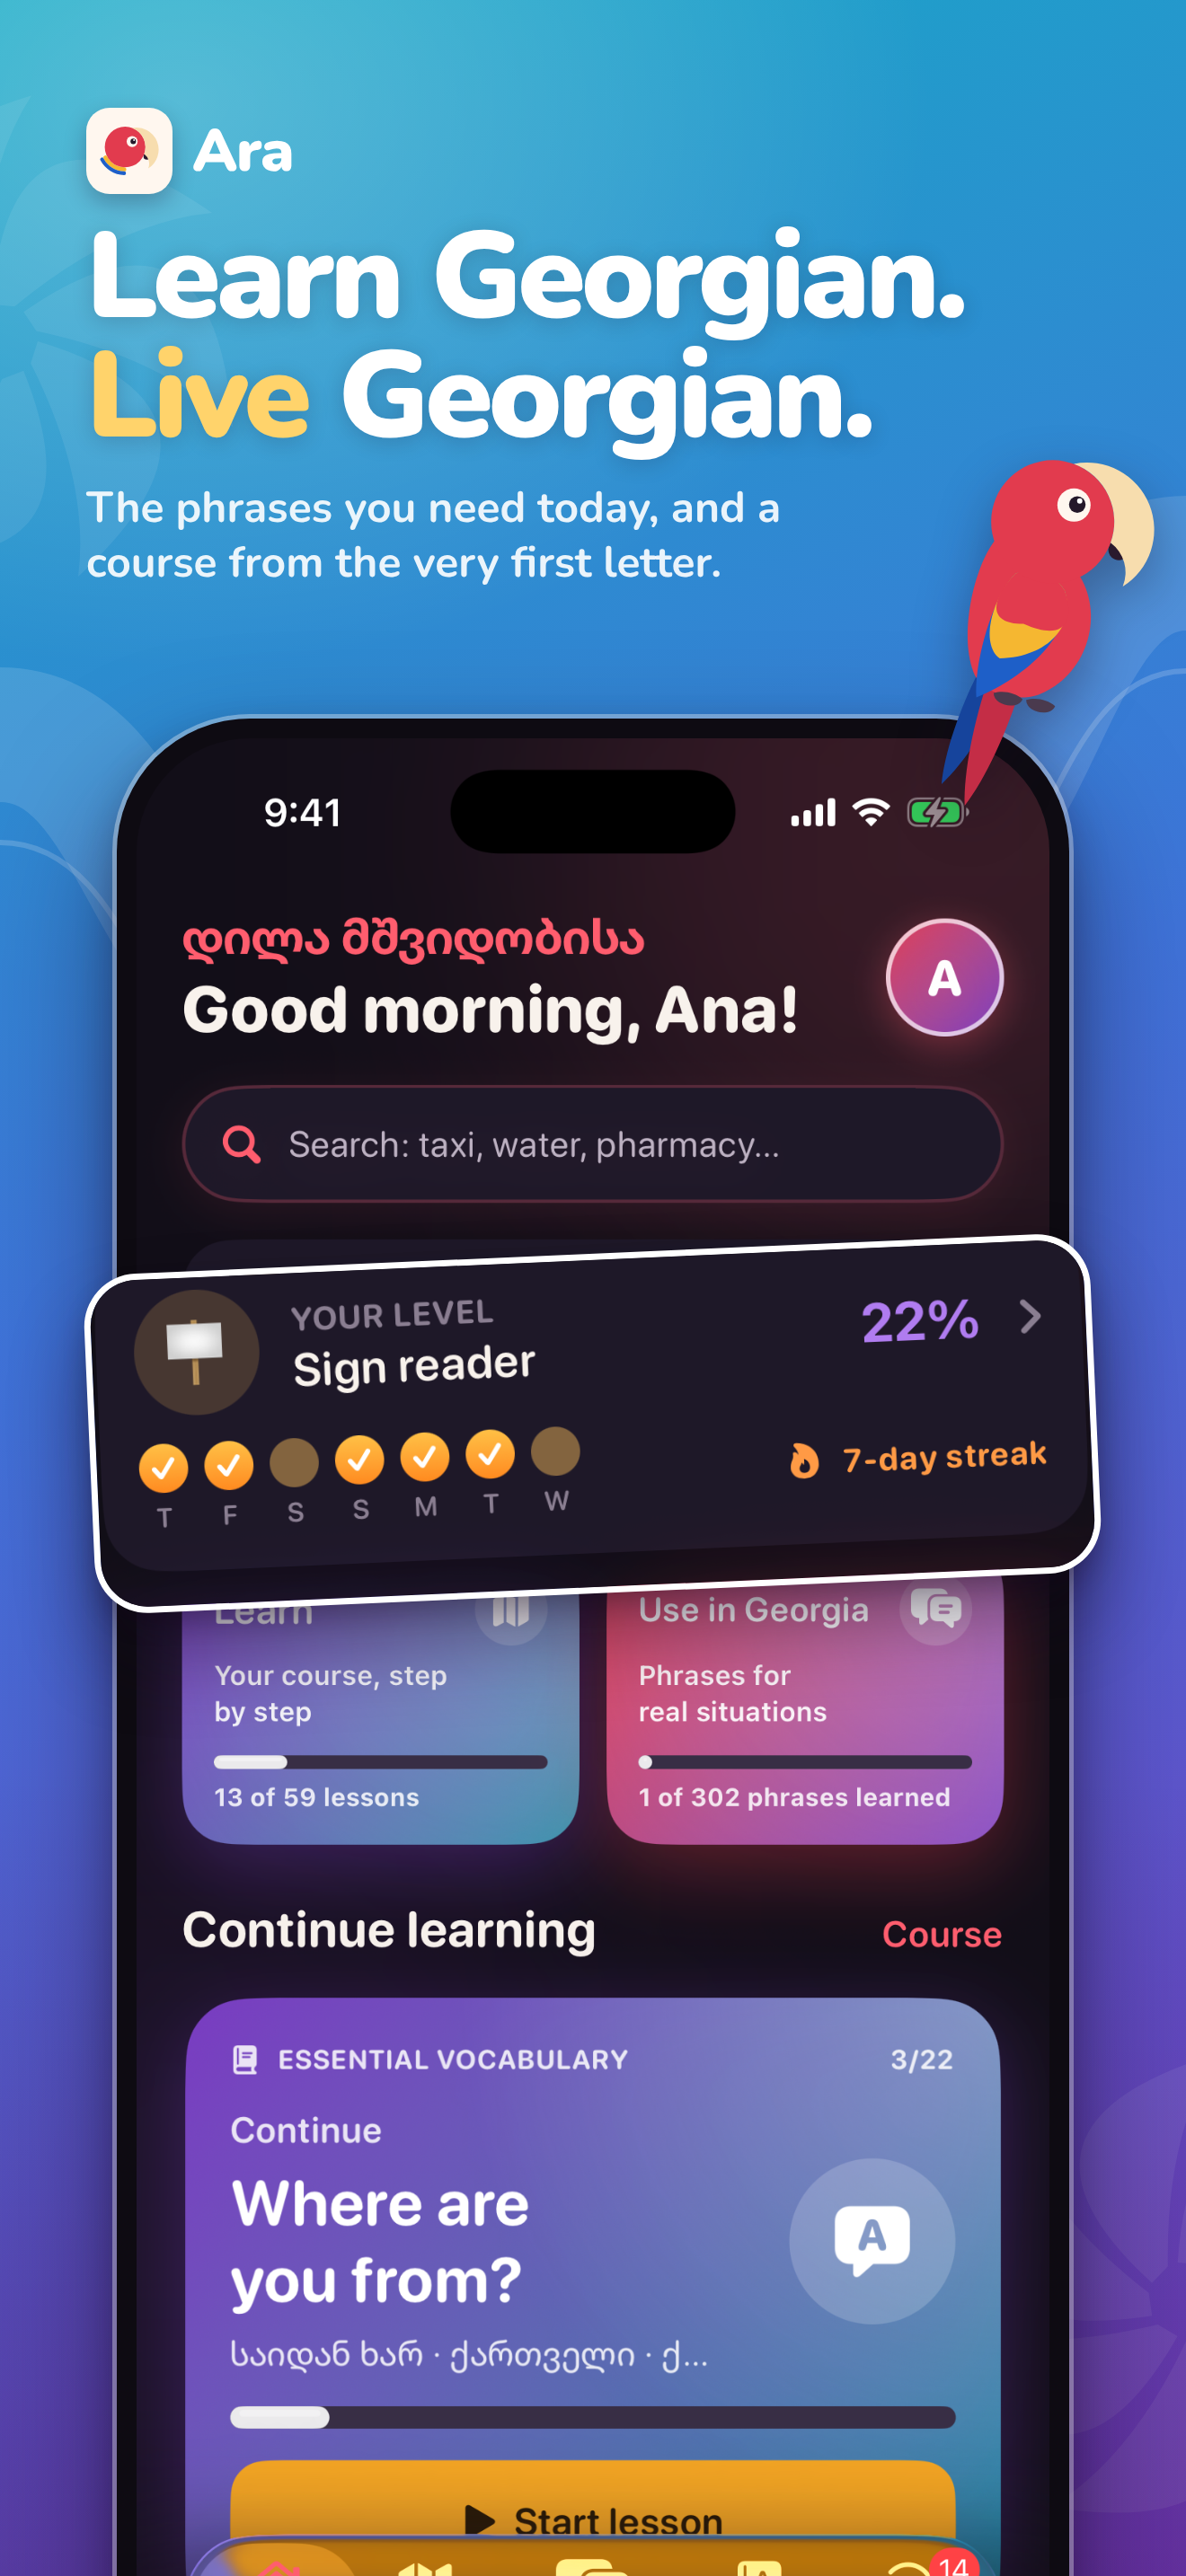 Ara
Learn Georgian.
Live Georgian.
The phrases you need today, and a
course from the very first letter.
9:41
დილა მშვიდობისა
Good morning, Ana!
A
Search: taxi, water, pharmacy...
YOUR LEVEL
Sign reader
22%
T F S S M T W
7-day streak
Learn
Your course, step
by step
13 of 59 lessons
Use in Georgia
Phrases for
real situations
1 of 302 phrases learned
Continue learning
Course
ESSENTIAL VOCABULARY
3/22
Continue
Where are
you from?
A
საიდან ხარ · ქართველი · ქ...
Start lesson
14